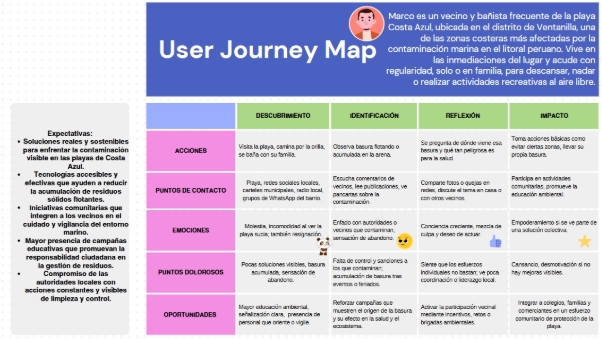 User Journey Map
Marco es un vecino y bañista frecuente de la playa
Costa Azul, ubicada en el distrito de Ventanilla, una
de las zonas costeras más afectadas por la
contaminación marina en el litoral peruano. Vive en
las inmediaciones del lugar y acude con
regularidad, solo o en familia, para descansar, nadar
o realizar actividades recreativas al aire libre.
Expectativas:
Soluciones reales y sostenibles
para enfrentar la contaminación
visible en las playas de Costa
Azul.
Tecnologías accesibles y
efectivas que ayuden a reducir
la acumulación de residuos
sólidos flotantes.
Iniciativas comunitarias que
integren a los vecinos en el
cuidado y vigilancia del entorno
marino.
Mayor presencia de campañas
educativas que promuevan la
responsabilidad ciudadana en
la gestión de residuos.
Compromiso de las
autoridades locales con
acciones constantes y visibles
de limpieza y control.
DESCUBRIMIENTO
IDENTIFICACIÓN
REFLEXIÓN
IMPACTO
ACCIONES
Visita la playa, camina por la orilla,
se baña con su familia.
Observa basura flotando o
acumulada en la arena.
Se pregunta de dónde viene esa
basura y qué tan peligrosa es
para la salud
Toma acciones básicas como
evitar ciertas zonas, llevar su
propia basura.
PUNTOS DE CONTACTO
Playa, redes sociales locales,
carteles municipales, radio local,
grupos de WhatsApp del barrio.
Escucha comentarios de
vecinos, lee publicaciones, ve
pancartas sobre la
contaminación.
Comparte fotos o quejas en
redes, discute el tema en casa o
con otros vecinos.
Participa en actividades
comunitarias, promueve la
educación ambiental.
EMOCIONES
Molestia, incomodidad al ver la
playa sucia; también resignación.
Enfado con autoridades o
vecinos que contaminan,
sensación de abandono.
Conciencia creciente, mezcla
de culpa y deseo de actuar.
Empoderamiento si se ve parte de
una solución colectiva.
PUNTOS DOLOROSOS
Pocas soluciones visibles, basura
acumulada, sensación de
abandono.
Falta de control y sanciones a
los que contaminan;
acumulación de basura tras
eventos o feriados.
Siente que los esfuerzos
individuales no bastan; ve poca
coordinación o liderazgo local.
Cansancio, desmotivación si no
hay mejoras visibles.
OPORTUNIDADES
Mayor educación ambiental,
señalización clara, presencia de
personal que oriente o vigile.
Reforzar campañas que
muestren el origen de la basura
y su efecto en la salud y el
ecosistema.
Activar la participación vecinal
mediante incentivos, retos o
brigadas ambientales.
Integrar a colegios, familias y
comerciantes en un esfuerzo
comunitario de protección de la
playa.